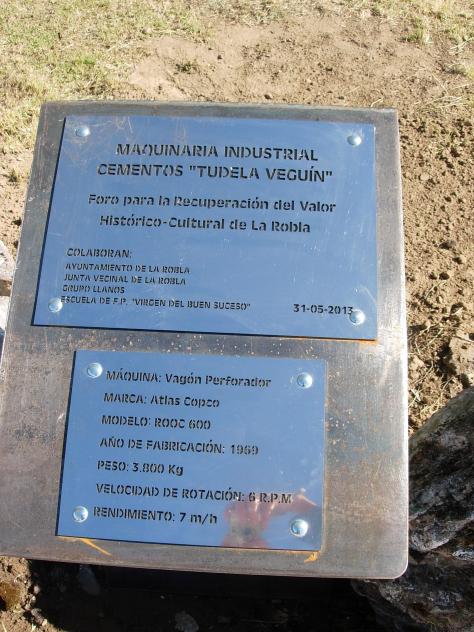 MAQUINARIA INDUSTRIAL
CEMENTOS "TUDELA VEGUÍN"
Foro para la Recuperación del Valor
Histórico-Cultural de La Robla
COLABORAN:
AYUNTAMIENTO DE LA ROBLA
JUNTA VECINAL DE LA ROBLA
GRUPO LLANOS
ESCUELA DE F.P. "VIRGEN DEL BUEN SUCESO"
31-05-2013
MÁQUINA: Vagón Perforador
MARCA: Atlas Copco
MODELO: ROOC 600
AÑO DE FABRICACIÓN: 1969
PESO: 3.800 Kg
VELOCIDAD DE ROTACIÓN: 6 R.P.M
RENDIMIENTO: 7 m/h